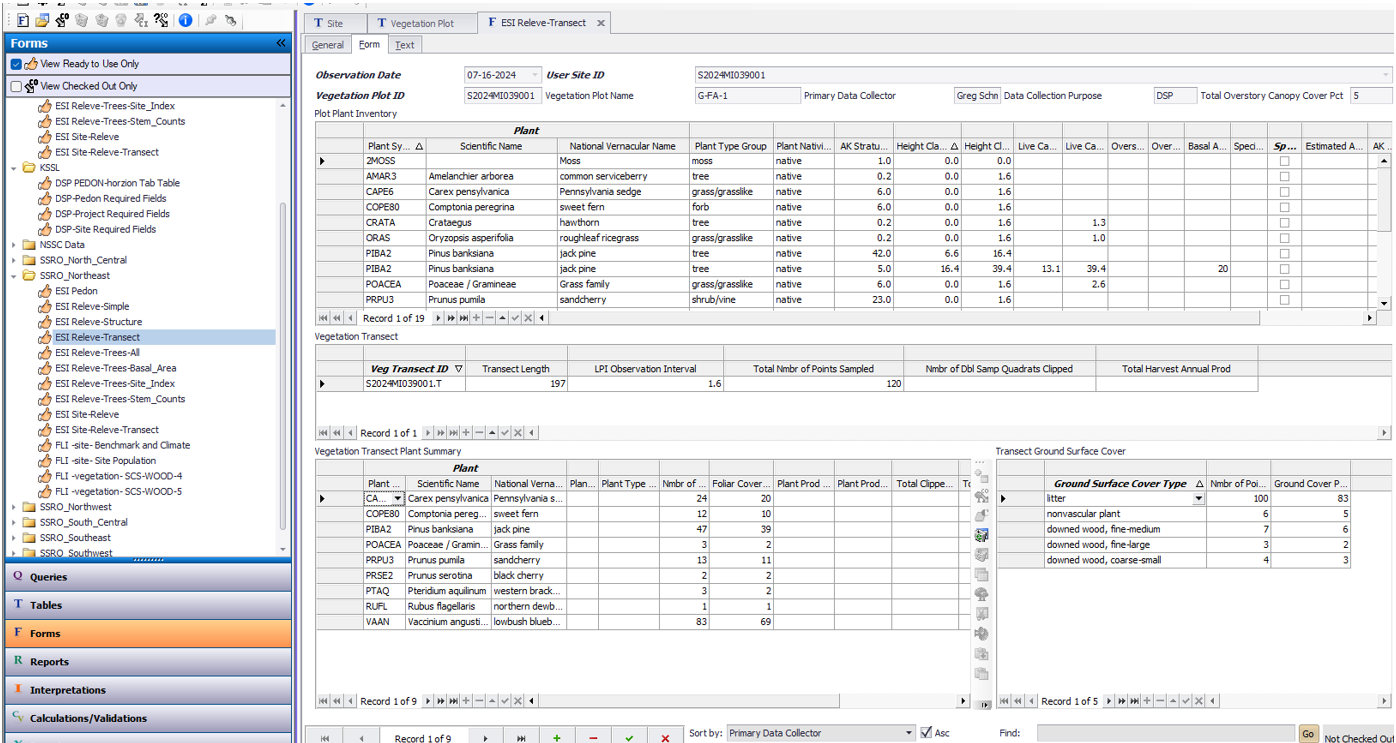 Forms «
View Ready to Use Only
View Checked Out Only
ESI Releve-Trees-Site_Index
ESI Releve-Trees-Stem_Counts
ESI Site-Releve
ESI Site-Releve-Transect
KSSL
DSP PEDON-horzion Tab Table
DSP-Pedon Required Fields
DSP-Project Required Fields
DSP-Site Required Fields
NSSC Data
SSRO_North_Central
SSRO_Northeast
ESI Pedon
ESI Releve-Simple
ESI Releve-Structure
ESI Releve-Transect
ESI Releve-Trees-All
ESI Releve-Trees-Basal_Area
ESI Releve-Trees-Site_Index
ESI Releve-Trees-Stem_Counts
ESI Site-Releve
ESI Site-Releve-Transect
FLI -site- Benchmark and Climate
FLI -site- Site Population
FLI -vegetation- SCS-WOOD-4
FLI -vegetation- SCS-WOOD-5
SSRO_Northwest
SSRO_South_Central
SSRO_Southeast
SSRO_Southwest
Q Queries
T Tables
F Forms
R Reports
I Interpretations
CV Calculations/Validations
T Site T Vegetation Plot F ESI Releve-Transect ×
General Form Text
Observation Date 07-16-2024 User Site ID S2024MI039001
Vegetation Plot ID S2024MI039001 Vegetation Plot Name G-FA-1 Primary Data Collector Greg Schn Data Collection Purpose DSP Total Overstory Canopy Cover Pct 5
Plot Plant Inventory
Plant
Plant Sy... Scientific Name National Vernacular Name Plant Type Group Plant Nativi... AK Stratu... Height Cla... Height Cl... Live Ca... Live Ca... Overs... Over... Basal A... Speci... Sp... Estimated A... AK
2MOSS Moss moss native 1.0 0.0 0.0
AMAR3 Amelanchier arborea common serviceberry tree native 0.2 0.0 1.6
CAPE6 Carex pensylvanica Pennsylvania sedge grass/grasslike native 6.0 0.0 1.6
COPE80 Comptonia peregrina sweet fern forb native 6.0 0.0 1.6
CRATA Crataegus hawthorn tree native 0.2 0.0 1.6 1.3
ORAS Oryzopsis asperifolia roughleaf ricegrass grass/grasslike native 0.2 0.0 1.6 1.0
PIBA2 Pinus banksiana jack pine tree native 42.0 6.6 16.4
PIBA2 Pinus banksiana jack pine tree native 5.0 16.4 39.4 13.1 39.4 20
POACEA Poaceae / Gramineae Grass family grass/grasslike native 6.0 0.0 1.6 2.6
PRPU3 Prunus pumila sandcherry shrub/vine native 23.0 0.0 1.6
Record 1 of 19
Vegetation Transect
Veg Transect ID Transect Length LPI Observation Interval Total Nmbr of Points Sampled Nmbr of Dbl Samp Quadrats Clipped Total Harvest Annual Prod
S2024MI039001.T 197 1.6 120
Record 1 of 1
Vegetation Transect Plant Summary
Plant
Plant ... Scientific Name National Verna... Plan... Plant Type ... Nmbr of ... Foliar Cover... Plant Prod ... Plant Prod... Total Clippe... To
CA... Carex pensylvanica Pennsylvania s... 24 20
COPE80 Comptonia pereg... sweet fern 12 10
PIBA2 Pinus banksiana jack pine 47 39
POACEA Poaceae / Gramin... Grass family 3 2
PRPU3 Prunus pumila sandcherry 13 11
PRSE2 Prunus serotina black cherry 2 2
PTAQ Pteridium aquilinum western brack... 3 2
RUFL Rubus flagellaris northern dewb... 1 1
VAAN Vaccinium angusti... lowbush blueb... 83 69
Record 1 of 9
Transect Ground Surface Cover
Ground Surface Cover Type Nmbr of Poi... Ground Cover P...
litter 100 83
nonvascular plant 6 5
downed wood, fine-medium 7 6
downed wood, fine-large 3 2
downed wood, coarse-small 4 3
Record 1 of 5
Record 1 of 9 Sort by: Primary Data Collector Asc Find: Go Not Checked Out